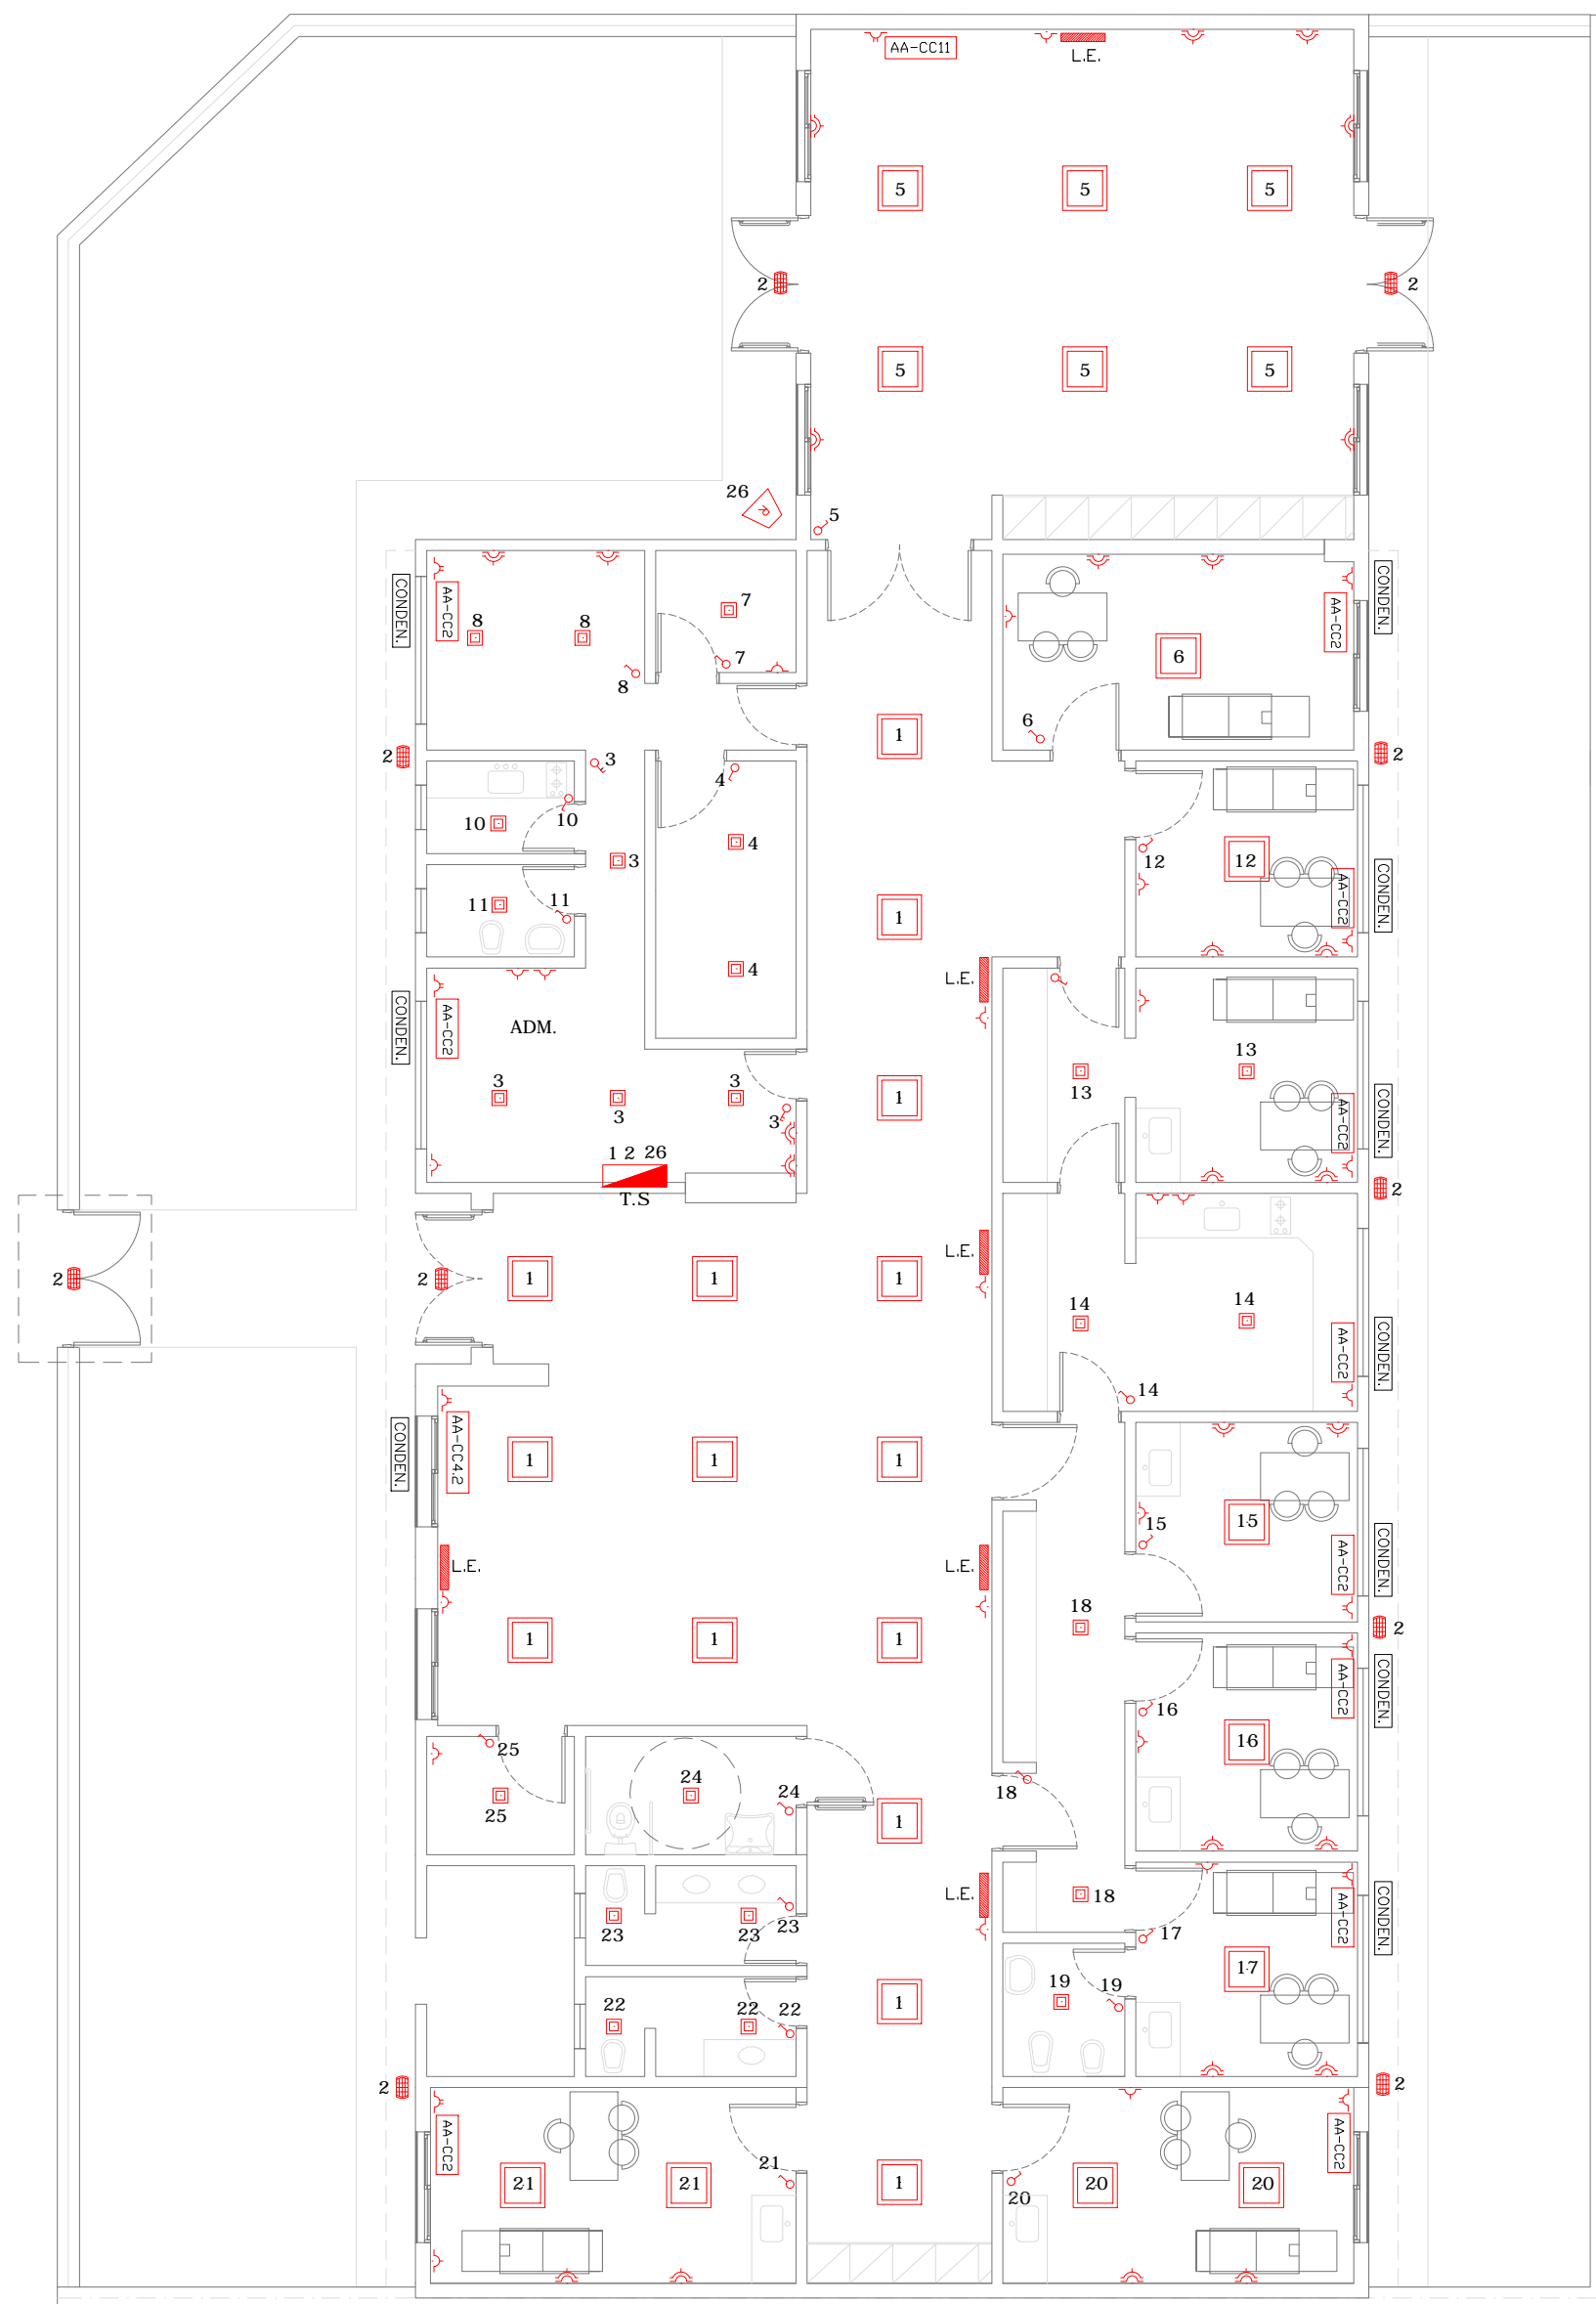 AA-CC11
L.E.
5 5 5
2 2
5 5 5
26
5
CONDEN.
AA-CC2
8 8
7
7
8
6
6
AA-CC2
CONDEN.
1
2
3
4
2
10
10
4
3
12
12
AA-CC2
CONDEN.
11
11
1
4
L.E.
CONDEN.
AA-CC2
ADM.
3
3
3
3
1
13
13
AA-CC2
CONDEN.
1 2 26
T.S
2
L.E.
2
2
1 1 1
14
14
14
AA-CC2
CONDEN.
CONDEN.
AA-CC4.2
1 1 1
15
15
AA-CC2
CONDEN.
L.E.
L.E.
18
2
1 1 1
16
16
AA-CC2
CONDEN.
25
25
24
24
18
1
L.E.
18
AA-CC2
CONDEN.
23
23
23
17
17
22
22
22
1
19
19
2
2
AA-CC2
21
21
21
1
20
20
20
AA-CC2